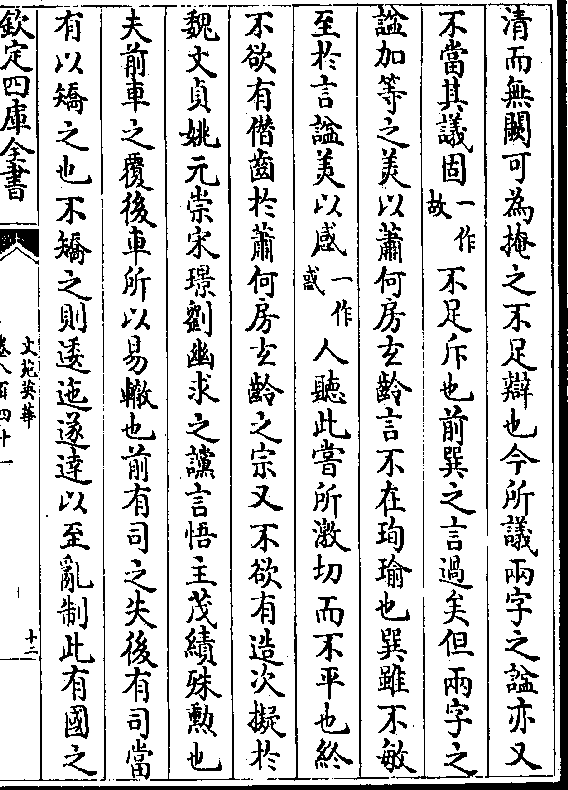 清而無闕可為掩之不足辯也今所議兩字之諡亦又
不當其議固一作故不足斥也前巽之言過矣但兩字之
諡加等之美以蕭何房玄齡言不在珣瑜也巽雖不敏
至於言諡美以感一作惑人聽此嘗所激切而不平也終
不欲有僭齒於蕭何房玄齡之宗又不欲有造次擬於
魏文貞姚元崇宋璟劉幽求之讜言悟主茂績殊勲也
夫前車之覆後車所以易轍也前有司之失後有司當
有以矯之也不矯之則逶迤遂達以至亂制此有國之
欽定四庫全書
文苑英華
卷八百四十一
十二